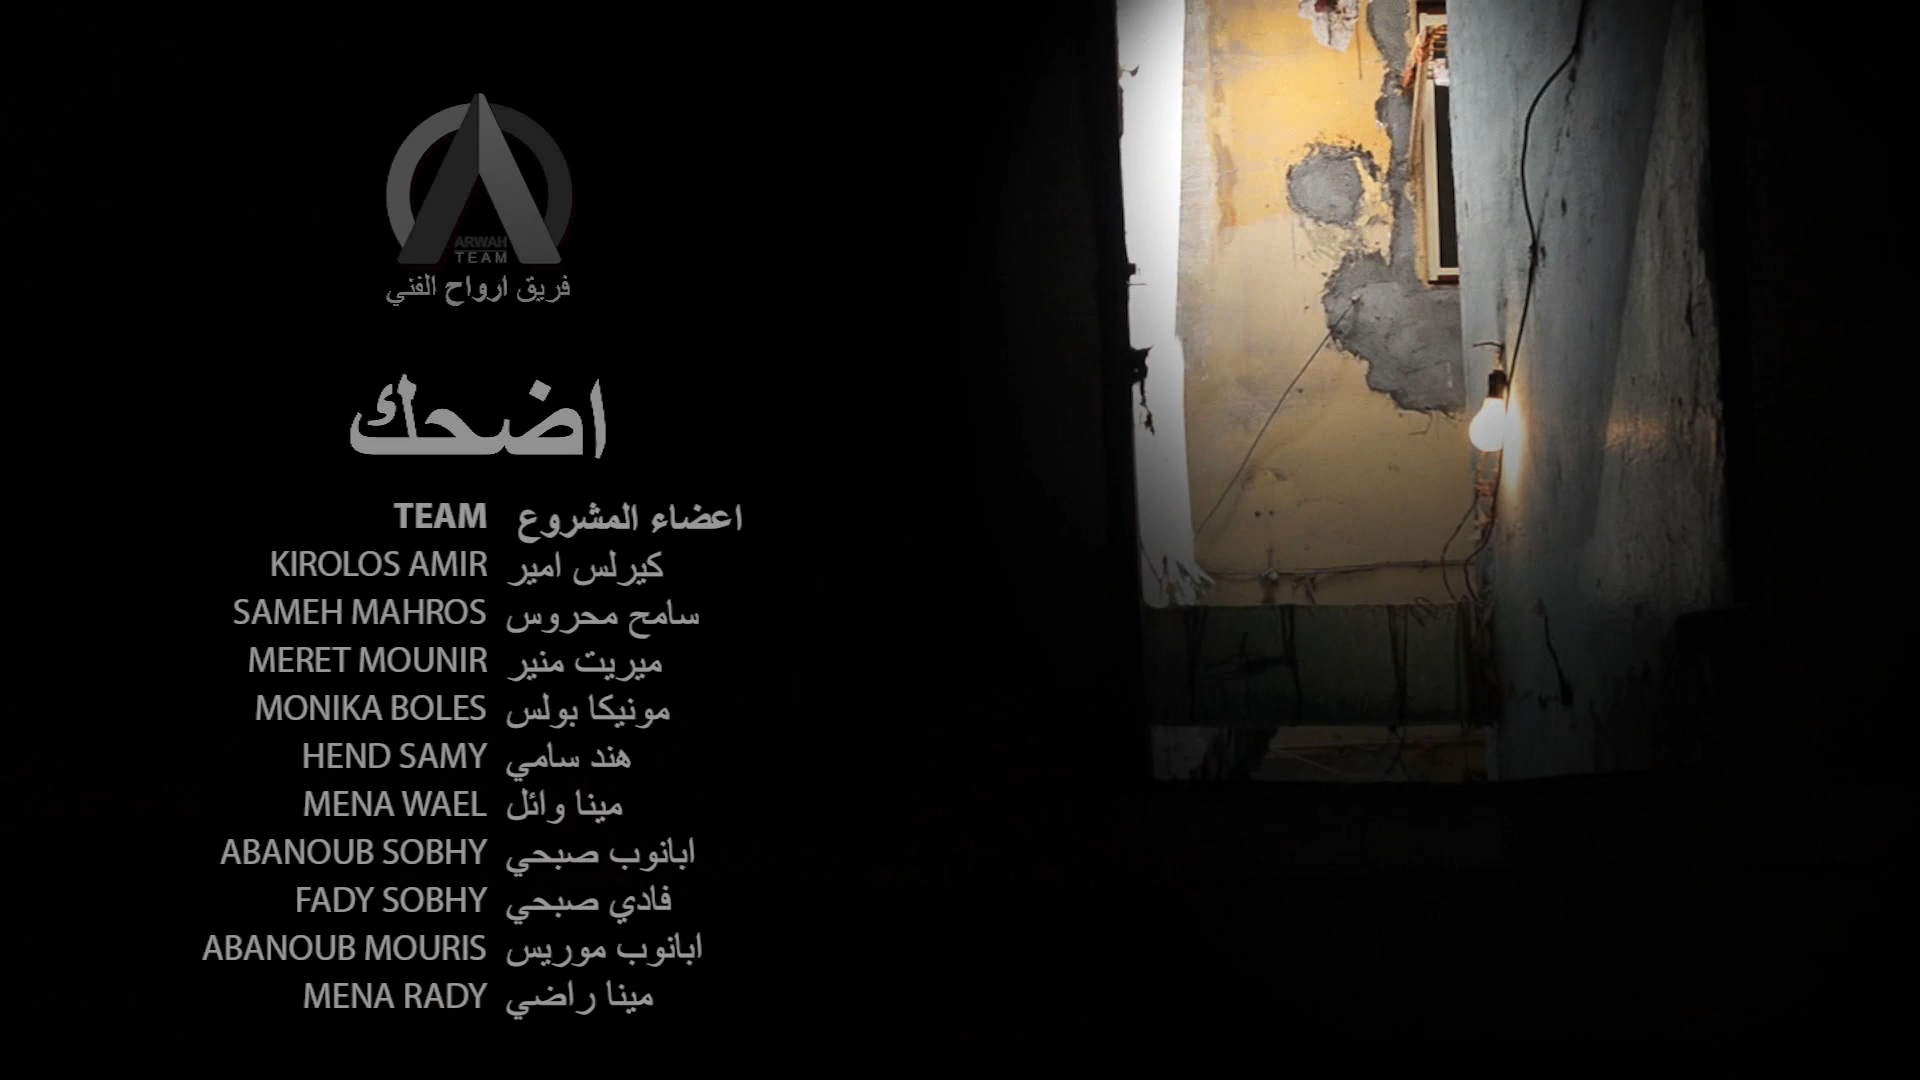 ARWAH
TEAM
فريق ارواح الفني
اضحك
TEAM اعضاء المشروع
KIROLOS AMIR كيرلس امير
SAMEH MAHROS سامح محروس
MERET MOUNIR ميريت منير
MONIKA BOLES مونيكا بولس
HEND SAMY هند سامي
MENA WAEL مينا وائل
ABANOUB SOBHY ابانوب صبحي
FADY SOBHY فادي صبحي
ABANOUB MOURIS ابانوب موريس
MENA RADY مينا راضي